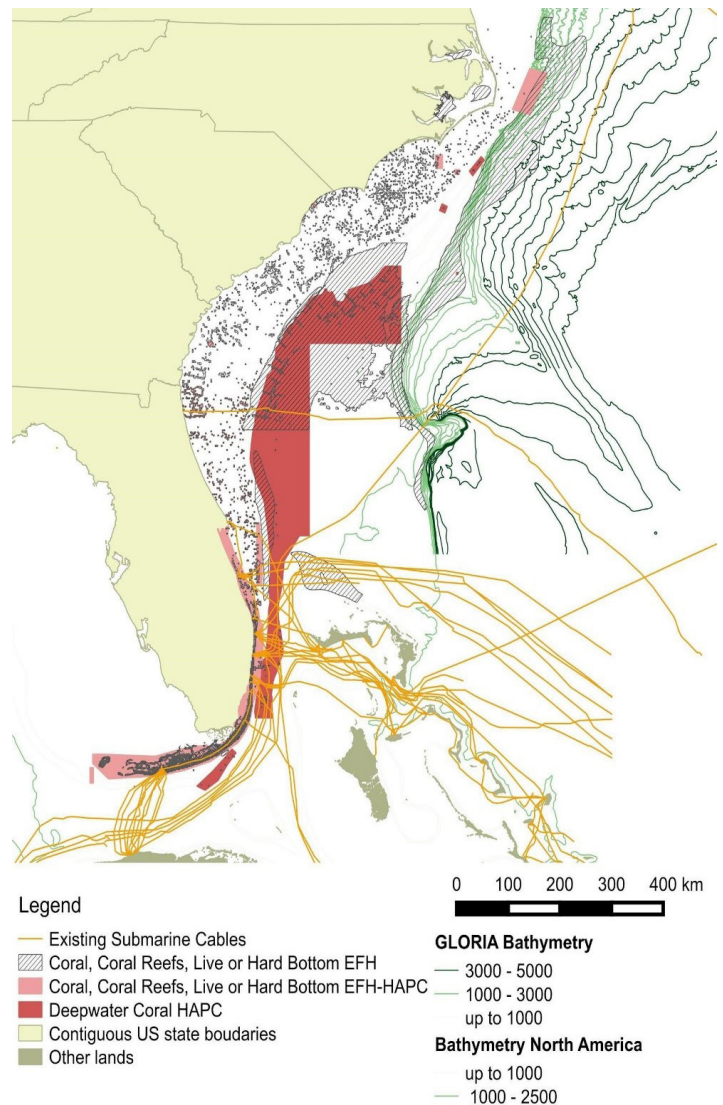 0 100 200 300 400 km
Legend
Existing Submarine Cables
Coral, Coral Reefs, Live or Hard Bottom EFH
Coral, Coral Reefs, Live or Hard Bottom EFH-HAPC
Deepwater Coral HAPC
Contiguous US state boudaries
Other lands
GLORIA Bathymetry
3000 - 5000
1000 - 3000
up to 1000
Bathymetry North America
up to 1000
1000 - 2500